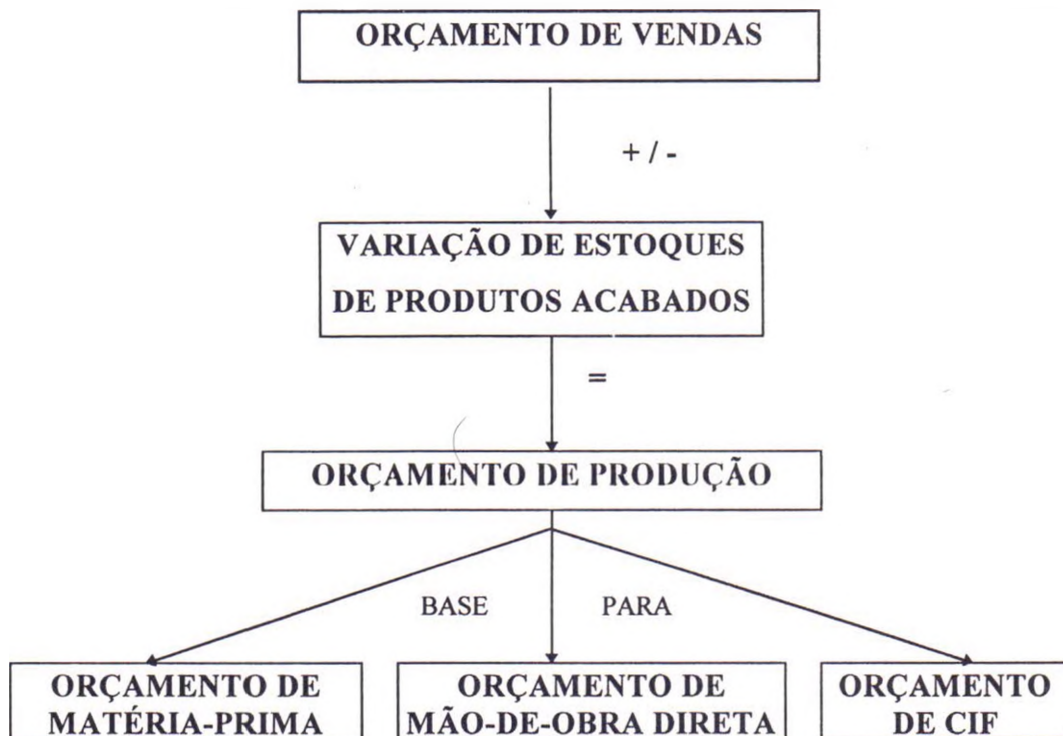 ORÇAMENTO DE VENDAS
+ / -
VARIAÇÃO DE ESTOQUES
DE PRODUTOS ACABADOS
=
ORÇAMENTO DE PRODUÇÃO
BASE PARA
ORÇAMENTO DE
MATÉRIA-PRIMA
ORÇAMENTO DE
MÃO-DE-OBRA DIRETA
ORÇAMENTO
DE CIF